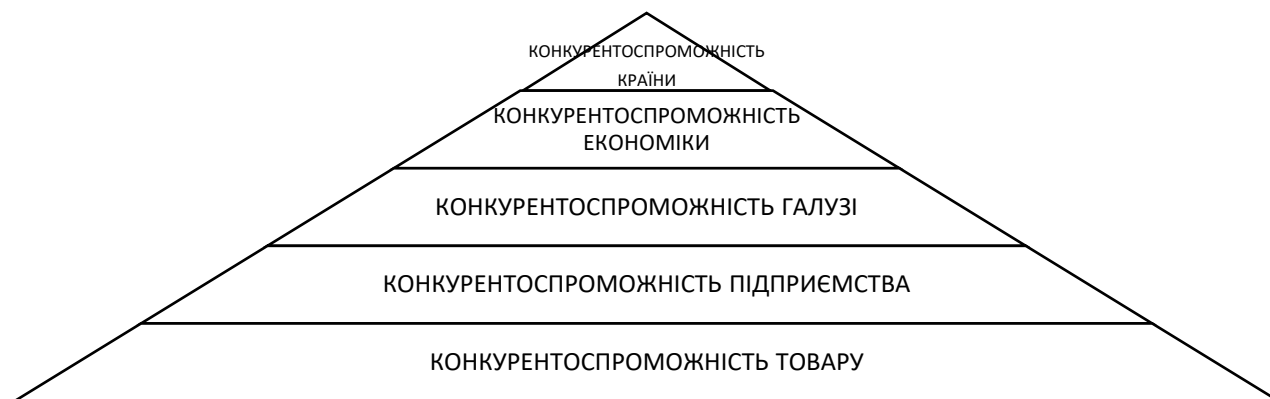 КОНКУРЕНТОСПРОМОЖНІСТЬ
КРАЇНИ
КОНКУРЕНТОСПРОМОЖНІСТЬ
ЕКОНОМІКИ
КОНКУРЕНТОСПРОМОЖНІСТЬ ГАЛУЗІ
КОНКУРЕНТОСПРОМОЖНІСТЬ ПІДПРИЄМСТВА
КОНКУРЕНТОСПРОМОЖНІСТЬ ТОВАРУ